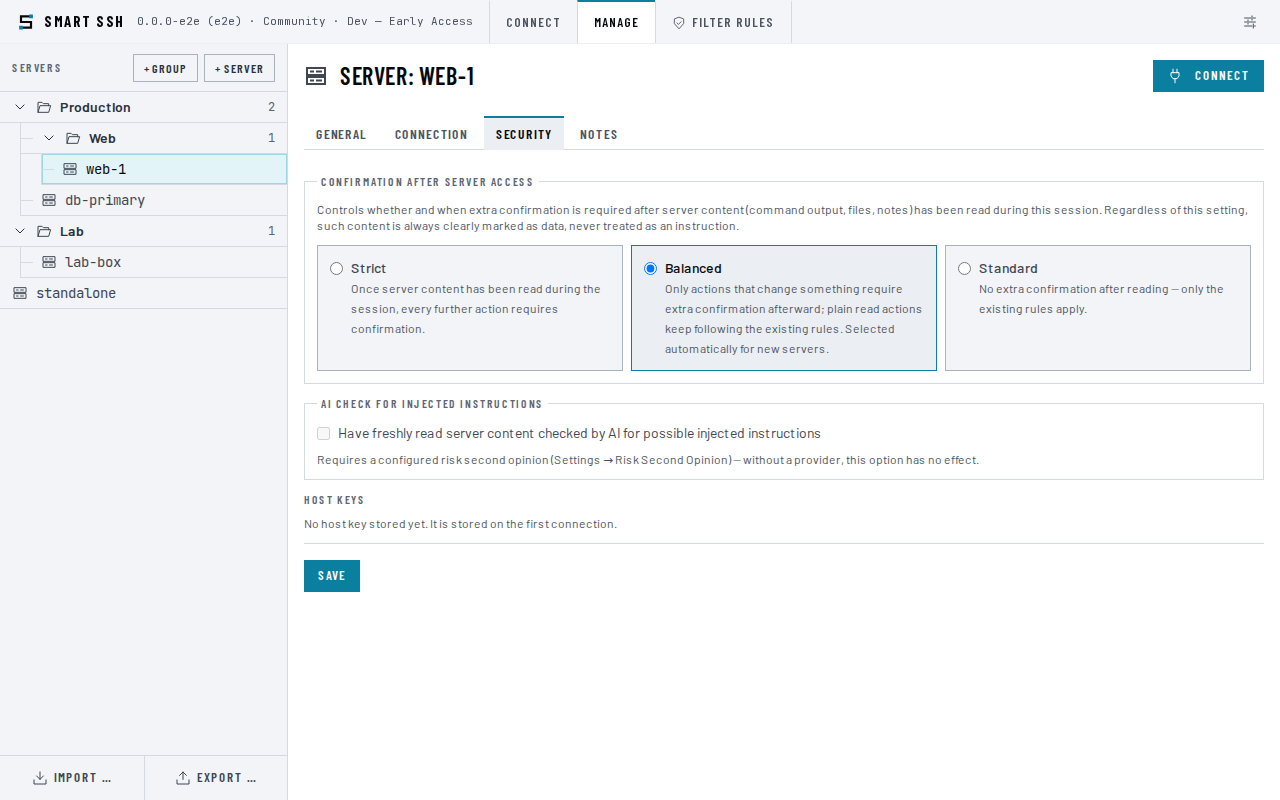 SMART SSH 0.0.0-e2e (e2e) · Community · Dev — Early Access CONNECT MANAGE FILTER RULES
SERVERS + GROUP + SERVER
Production 2
Web 1
web-1
db-primary
Lab 1
lab-box
standalone
IMPORT ... EXPORT ...
SERVER: WEB-1 CONNECT
GENERAL CONNECTION SECURITY NOTES
CONFIRMATION AFTER SERVER ACCESS
Controls whether and when extra confirmation is required after server content (command output, files, notes) has been read during this session. Regardless of this setting,
such content is always clearly marked as data, never treated as an instruction.
Strict
Once server content has been read during the
session, every further action requires
confirmation.
Balanced
Only actions that change something require
extra confirmation afterward; plain read actions
keep following the existing rules. Selected
automatically for new servers.
Standard
No extra confirmation after reading — only the
existing rules apply.
AI CHECK FOR INJECTED INSTRUCTIONS
Have freshly read server content checked by AI for possible injected instructions
Requires a configured risk second opinion (Settings → Risk Second Opinion) — without a provider, this option has no effect.
HOST KEYS
No host key stored yet. It is stored on the first connection.
SAVE